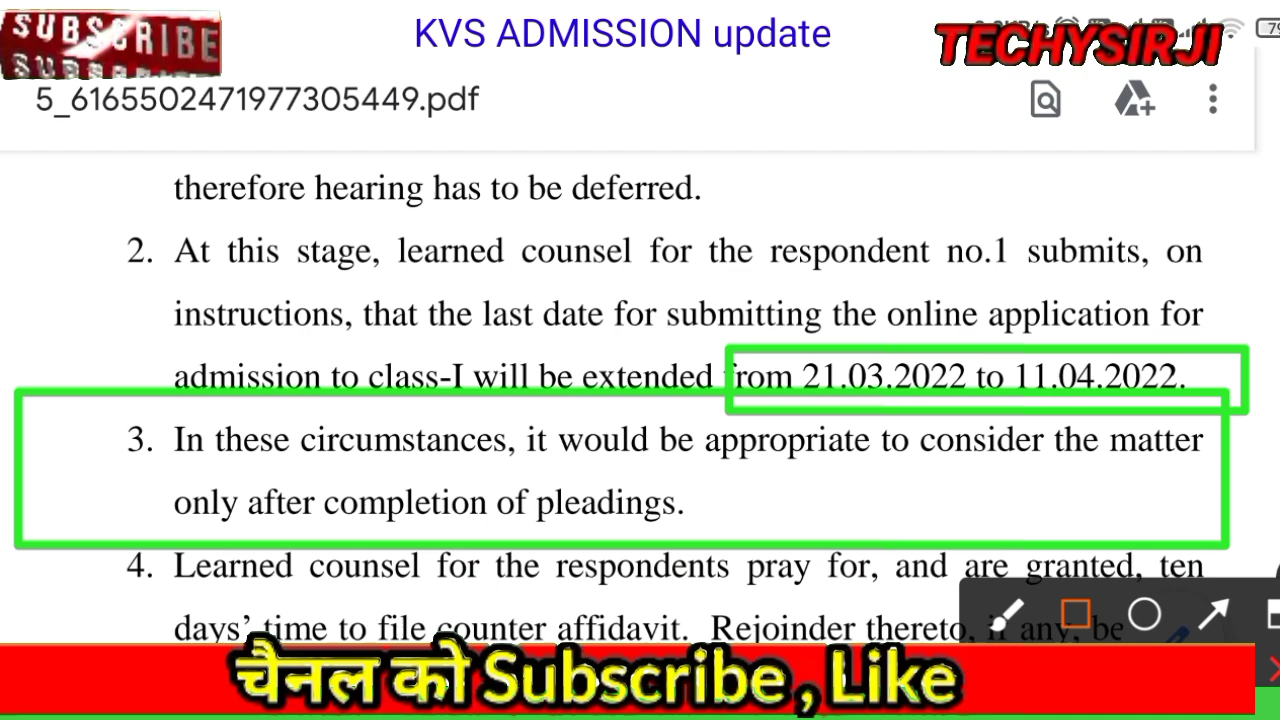 SUBSCRIBE
KVS ADMISSION update
TECHYSIRJI
5_6165502471977305449.pdf
therefore hearing has to be deferred.
2. At this stage, learned counsel for the respondent no.1 submits, on
instructions, that the last date for submitting the online application for
admission to class-I will be extended from 21.03.2022 to 11.04.2022.
3. In these circumstances, it would be appropriate to consider the matter
only after completion of pleadings.
4. Learned counsel for the respondents pray for, and are granted, ten
days' time to file counter affidavit. Rejoinder thereto, if any, be
चैनल को Subscribe , Like